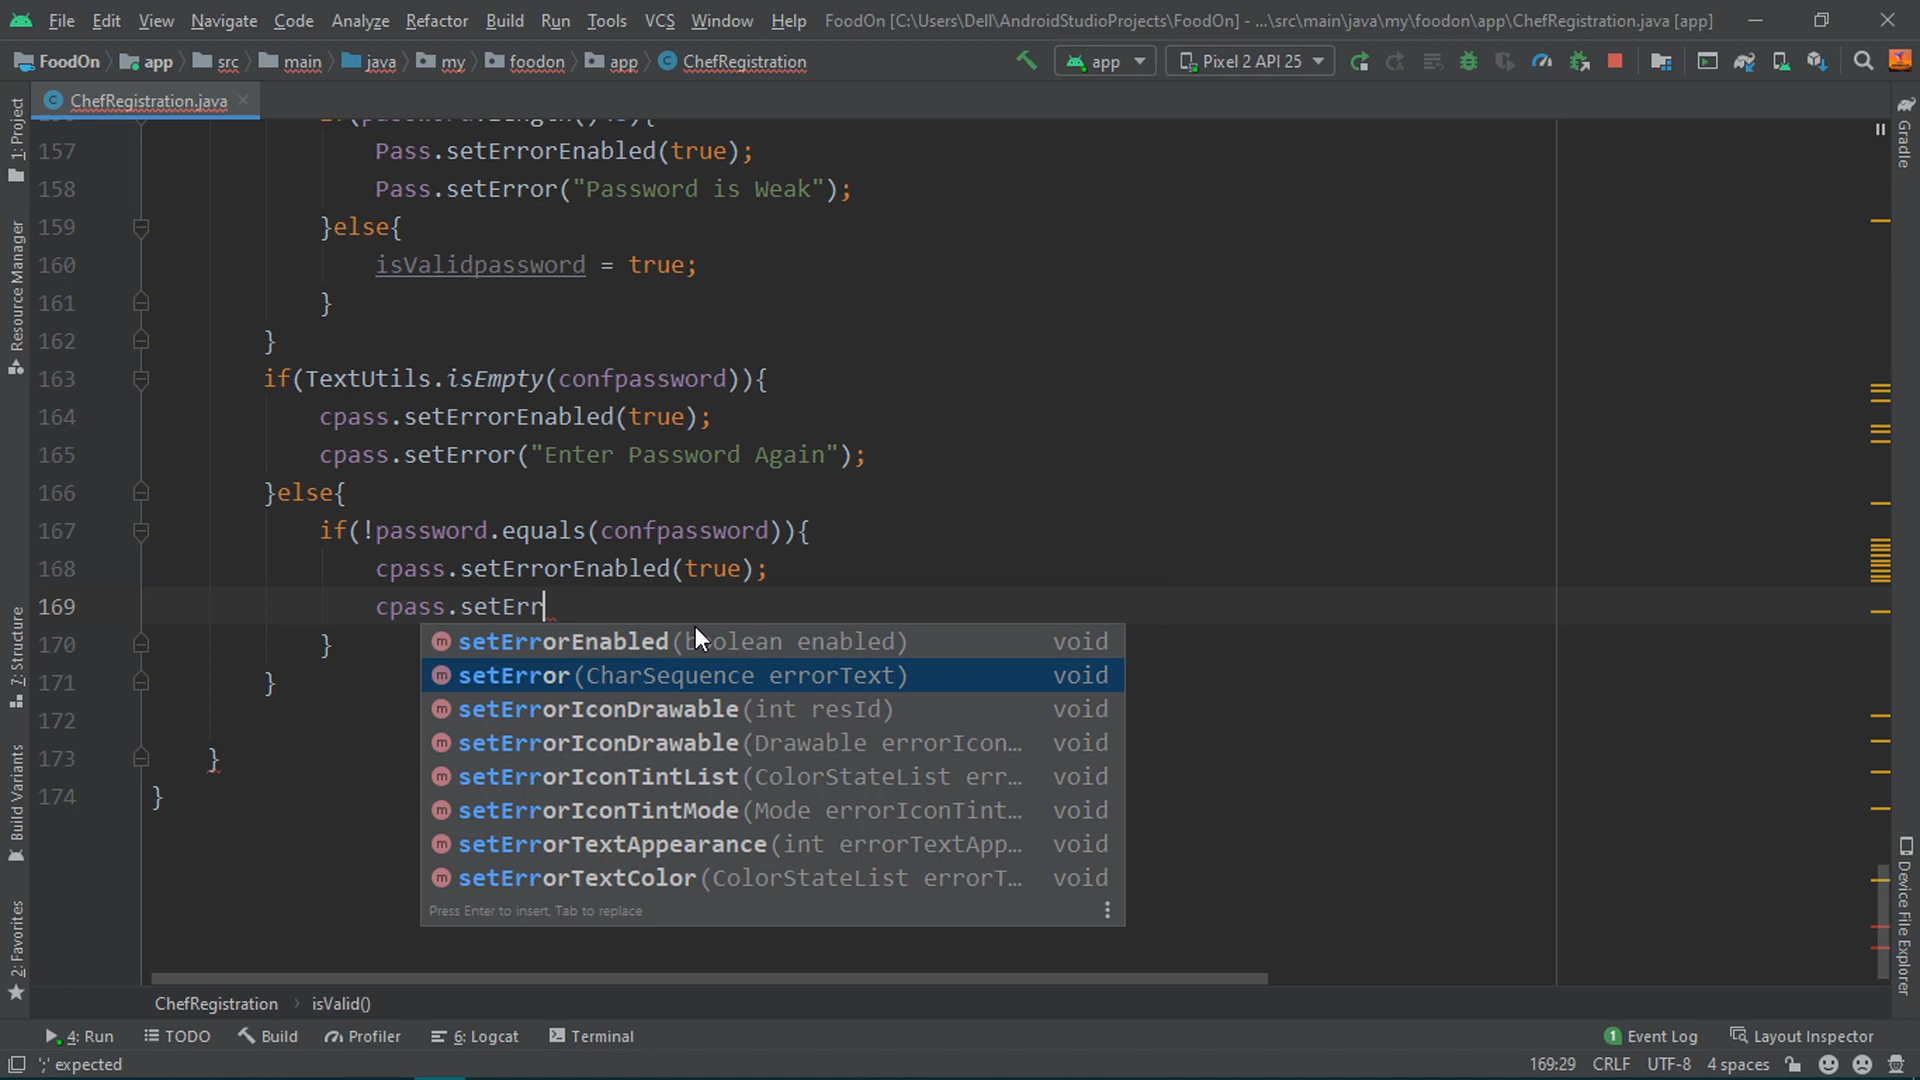 File Edit View Navigate Code Analyze Refactor Build Run Tools VCS Window Help FoodOn [C:\Users\Dell\AndroidStudioProjects\FoodOn] - ...\src\main\java\my\foodon\app\ChefRegistration.java [app]
FoodOn app src main java my foodon app ChefRegistration app Pixel 2 API 25
ChefRegistration.java
157 Pass.setErrorEnabled(true);
158 Pass.setError("Password is Weak");
159 }else{
160 isValidpassword = true;
161 }
162 }
163 if(TextUtils.isEmpty(confpassword)){
164 cpass.setErrorEnabled(true);
165 cpass.setError("Enter Password Again");
166 }else{
167 if(!password.equals(confpassword)){
168 cpass.setErrorEnabled(true);
169 cpass.setErr
setErrorEnabled(boolean enabled) void
170 }
setError(CharSequence errorText) void
171 }
setErrorIconDrawable(int resId) void
172
setErrorIconDrawable(Drawable errorIcon… void
173 }
setErrorIconTintList(ColorStateList err… void
174 }
setErrorIconTintMode(Mode errorIconTint… void
setErrorTextAppearance(int errorTextApp… void
setErrorTextColor(ColorStateList errorT… void
Press Enter to insert, Tab to replace
1: Project
Resource Manager
7: Structure
Build Variants
2: Favorites
Gradle
Device File Explorer
ChefRegistration isValid()
4: Run TODO Build Profiler 6: Logcat Terminal 1 Event Log Layout Inspector
';' expected 169:29 CRLF UTF-8 4 spaces